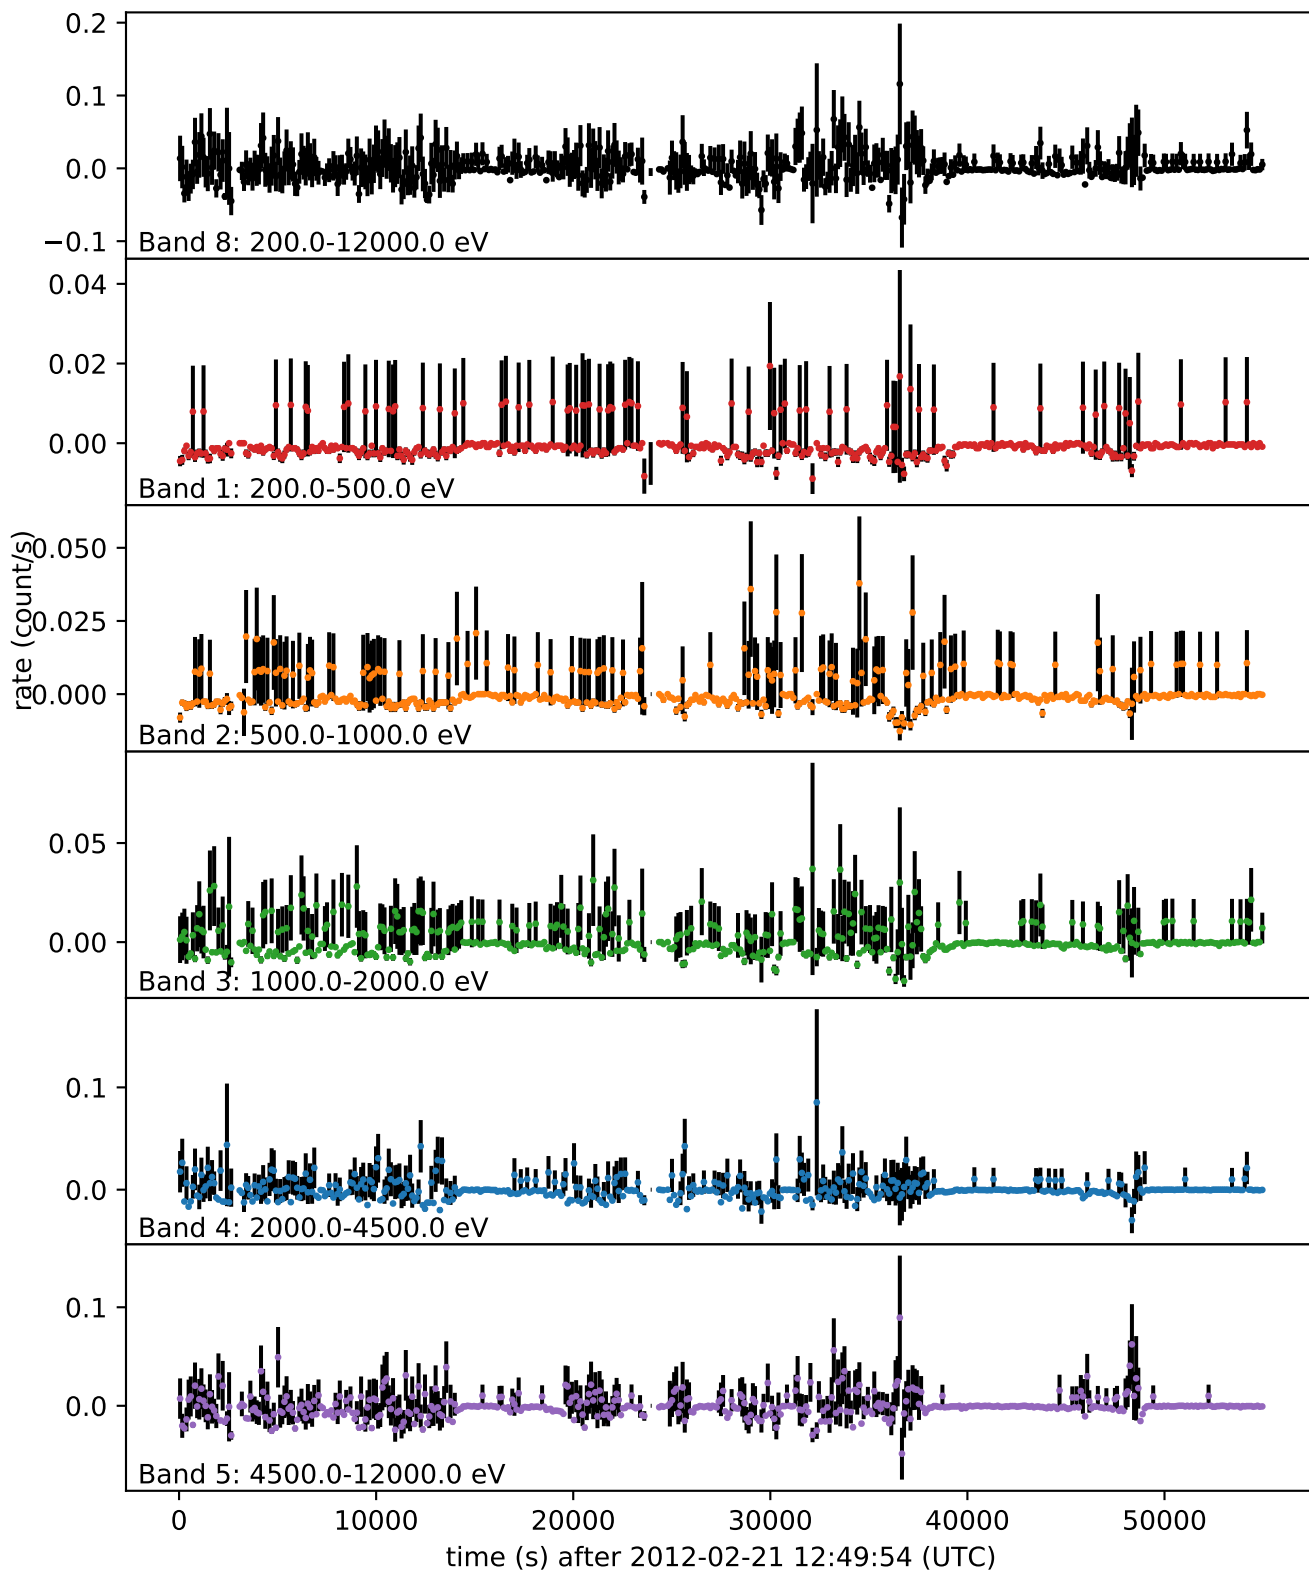 0.2
0.1
0.0
−0.1
Band 8: 200.0-12000.0 eV
0.04
0.02
0.00
Band 1: 200.0-500.0 eV
rate (count/s)
0.050
0.025
0.000
Band 2: 500.0-1000.0 eV
0.05
0.00
Band 3: 1000.0-2000.0 eV
0.1
0.0
Band 4: 2000.0-4500.0 eV
0.1
0.0
Band 5: 4500.0-12000.0 eV
0 10000 20000 30000 40000 50000
time (s) after 2012-02-21 12:49:54 (UTC)